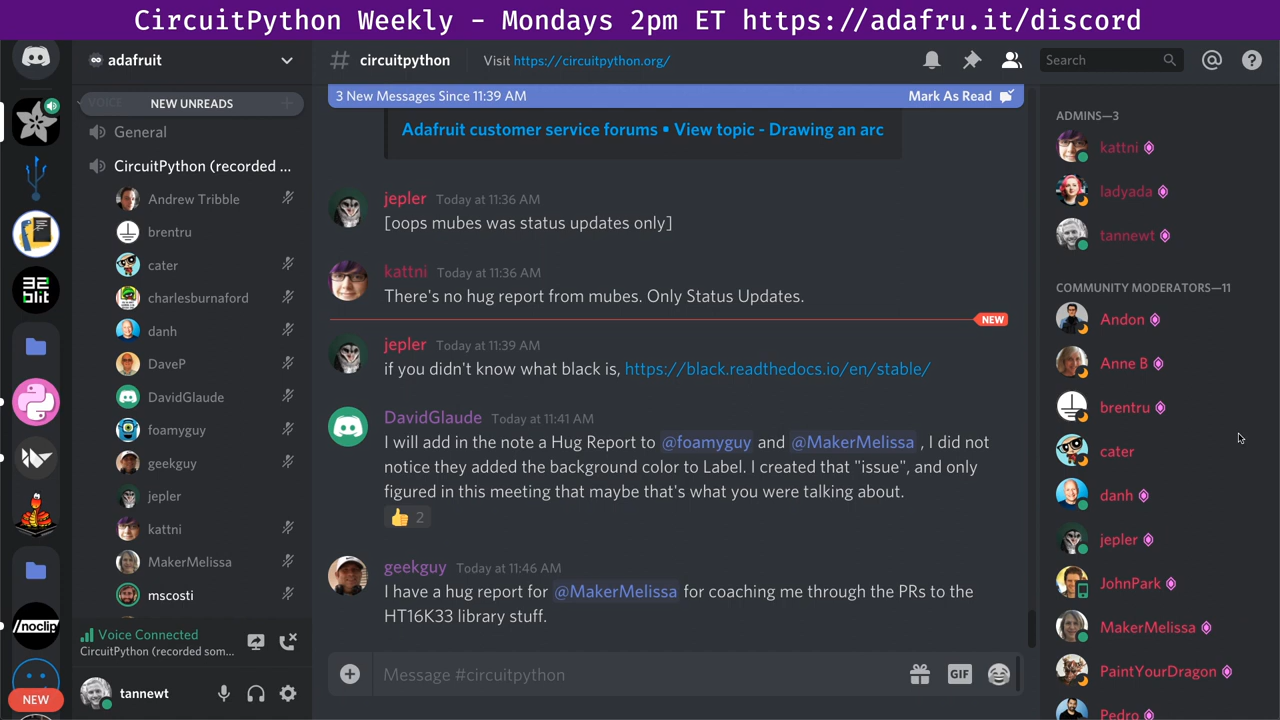 CircuitPython Weekly - Mondays 2pm ET https://adafru.it/discord
adafruit
NEW UNREADS
General
CircuitPython (recorded ...
Andrew Tribble
brentru
cater
charlesburnaford
danh
DaveP
DavidGlaude
foamyguy
geekguy
jepler
kattni
MakerMelissa
mscosti
Voice Connected
CircuitPython (recorded som...
tannewt
32
blit
/noclip
NEW
# circuitpython
Visit https://circuitpython.org/
Search
3 New Messages Since 11:39 AM
Mark As Read
Adafruit customer service forums • View topic - Drawing an arc
jepler Today at 11:36 AM
[oops mubes was status updates only]
kattni Today at 11:36 AM
There's no hug report from mubes. Only Status Updates.
NEW
jepler Today at 11:39 AM
if you didn't know what black is, https://black.readthedocs.io/en/stable/
DavidGlaude Today at 11:41 AM
I will add in the note a Hug Report to @foamyguy and @MakerMelissa , I did not
notice they added the background color to Label. I created that "issue", and only
figured in this meeting that maybe that's what you were talking about.
👍 2
geekguy Today at 11:46 AM
I have a hug report for @MakerMelissa for coaching me through the PRs to the
HT16K33 library stuff.
Message #circuitpython
GIF
ADMINS—3
kattni
ladyada
tannewt
COMMUNITY MODERATORS—11
Andon
Anne B
brentru
cater
danh
jepler
JohnPark
MakerMelissa
PaintYourDragon
Pedro